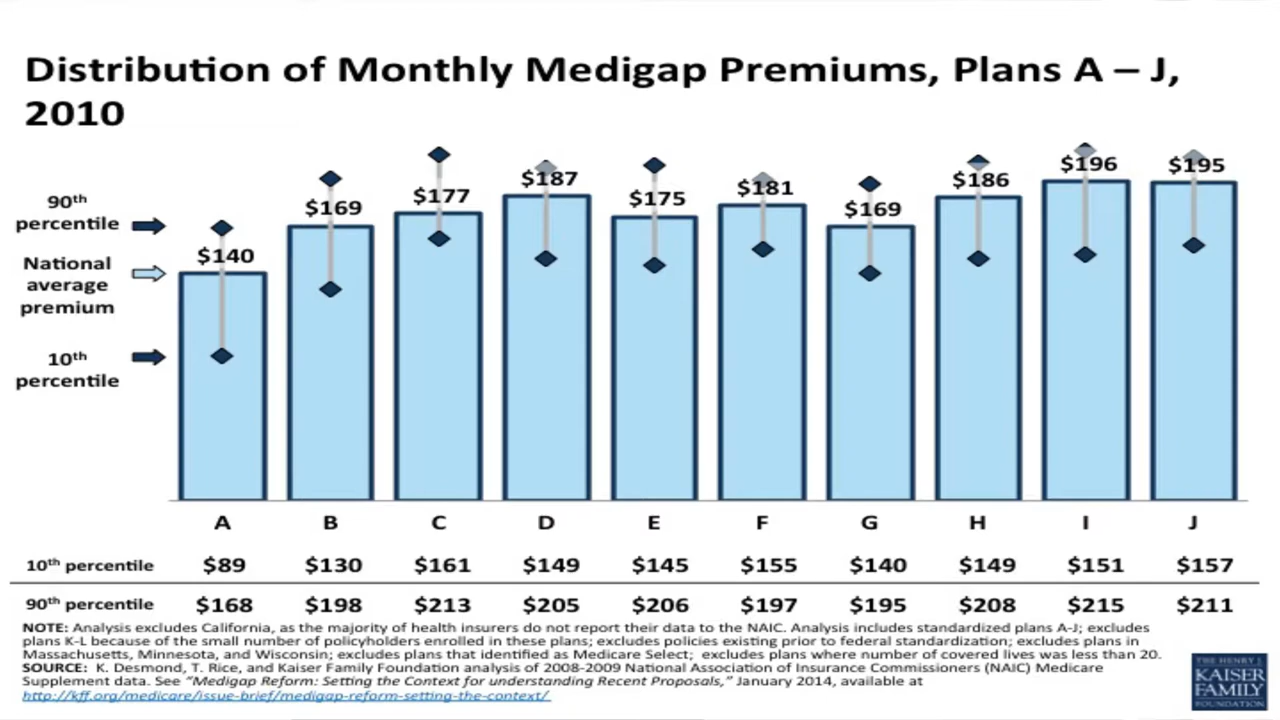 Distribution of Monthly Medigap Premiums, Plans A – J,
2010
90th
percentile
National
average
premium
10th
percentile
$140
$169
$177
$187
$175
$181
$169
$186
$196
$195
A B C D E F G H I J
10th percentile $89 $130 $161 $149 $145 $155 $140 $149 $151 $157
90th percentile $168 $198 $213 $205 $206 $197 $195 $208 $215 $211
NOTE: Analysis excludes California, as the majority of health insurers do not report their data to the NAIC. Analysis includes standardized plans A-J; excludes
plans K-L because of the small number of policyholders enrolled in these plans; excludes policies existing prior to federal standardization; excludes plans in
Massachusetts, Minnesota, and Wisconsin; excludes plans that identified as Medicare Select; excludes plans where number of covered lives was less than 20.
SOURCE: K. Desmond, T. Rice, and Kaiser Family Foundation analysis of 2008-2009 National Association of Insurance Commissioners (NAIC) Medicare
Supplement data. See “Medigap Reform: Setting the Context for understanding Recent Proposals,” January 2014, available at
http://kff.org/medicare/issue-brief/medigap-reform-setting-the-context/
THE HENRY J.
KAISER
FAMILY
FOUNDATION